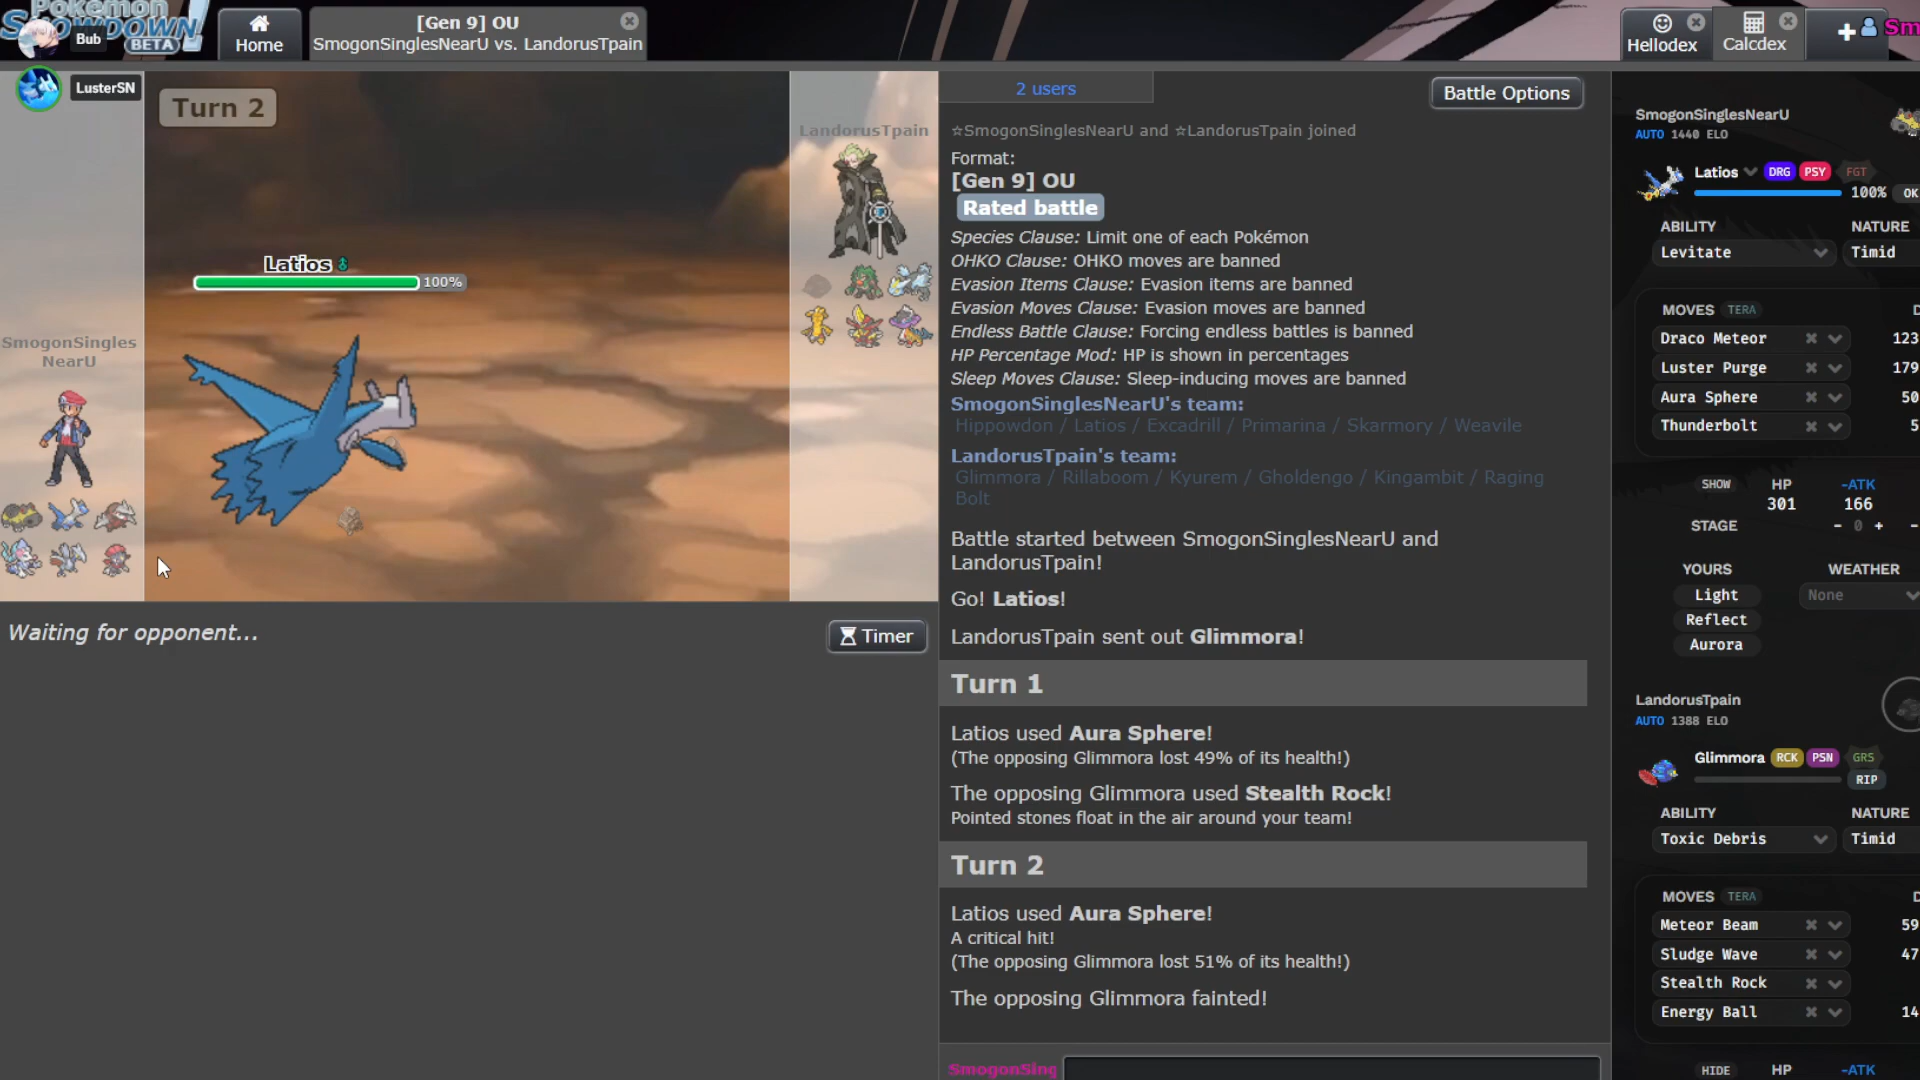 Pokémon
SHOWDOWN!
BETA
Bub
Home
[Gen 9] OU
SmogonSinglesNearU vs. LandorusTpain
Hellodex
Calcdex
Sm
LusterSN
Turn 2
Latios
100%
SmogonSingles
NearU
LandorusTpain
Waiting for opponent...
Timer
2 users
Battle Options
☆SmogonSinglesNearU and ☆LandorusTpain joined
Format:
[Gen 9] OU
Rated battle
Species Clause: Limit one of each Pokémon
OHKO Clause: OHKO moves are banned
Evasion Items Clause: Evasion items are banned
Evasion Moves Clause: Evasion moves are banned
Endless Battle Clause: Forcing endless battles is banned
HP Percentage Mod: HP is shown in percentages
Sleep Moves Clause: Sleep-inducing moves are banned
SmogonSinglesNearU's team:
Hippowdon / Latios / Excadrill / Primarina / Skarmory / Weavile
LandorusTpain's team:
Glimmora / Rillaboom / Kyurem / Gholdengo / Kingambit / Raging
Bolt
Battle started between SmogonSinglesNearU and
LandorusTpain!
Go! Latios!
LandorusTpain sent out Glimmora!
Turn 1
Latios used Aura Sphere!
(The opposing Glimmora lost 49% of its health!)
The opposing Glimmora used Stealth Rock!
Pointed stones float in the air around your team!
Turn 2
Latios used Aura Sphere!
A critical hit!
(The opposing Glimmora lost 51% of its health!)
The opposing Glimmora fainted!
SmogonSing
SmogonSinglesNearU
AUTO 1440 ELO
Latios DRG PSY FGT
100% OK
ABILITY NATURE
Levitate Timid
MOVES TERA D
Draco Meteor 123
Luster Purge 179
Aura Sphere 50
Thunderbolt 5
SHOW HP -ATK
301 166
STAGE - 0 + -
YOURS WEATHER
Light None
Reflect
Aurora
LandorusTpain
AUTO 1388 ELO
Glimmora RCK PSN GRS
RIP
ABILITY NATURE
Toxic Debris Timid
MOVES TERA D
Meteor Beam 59
Sludge Wave 47
Stealth Rock
Energy Ball 14
HIDE HP -ATK